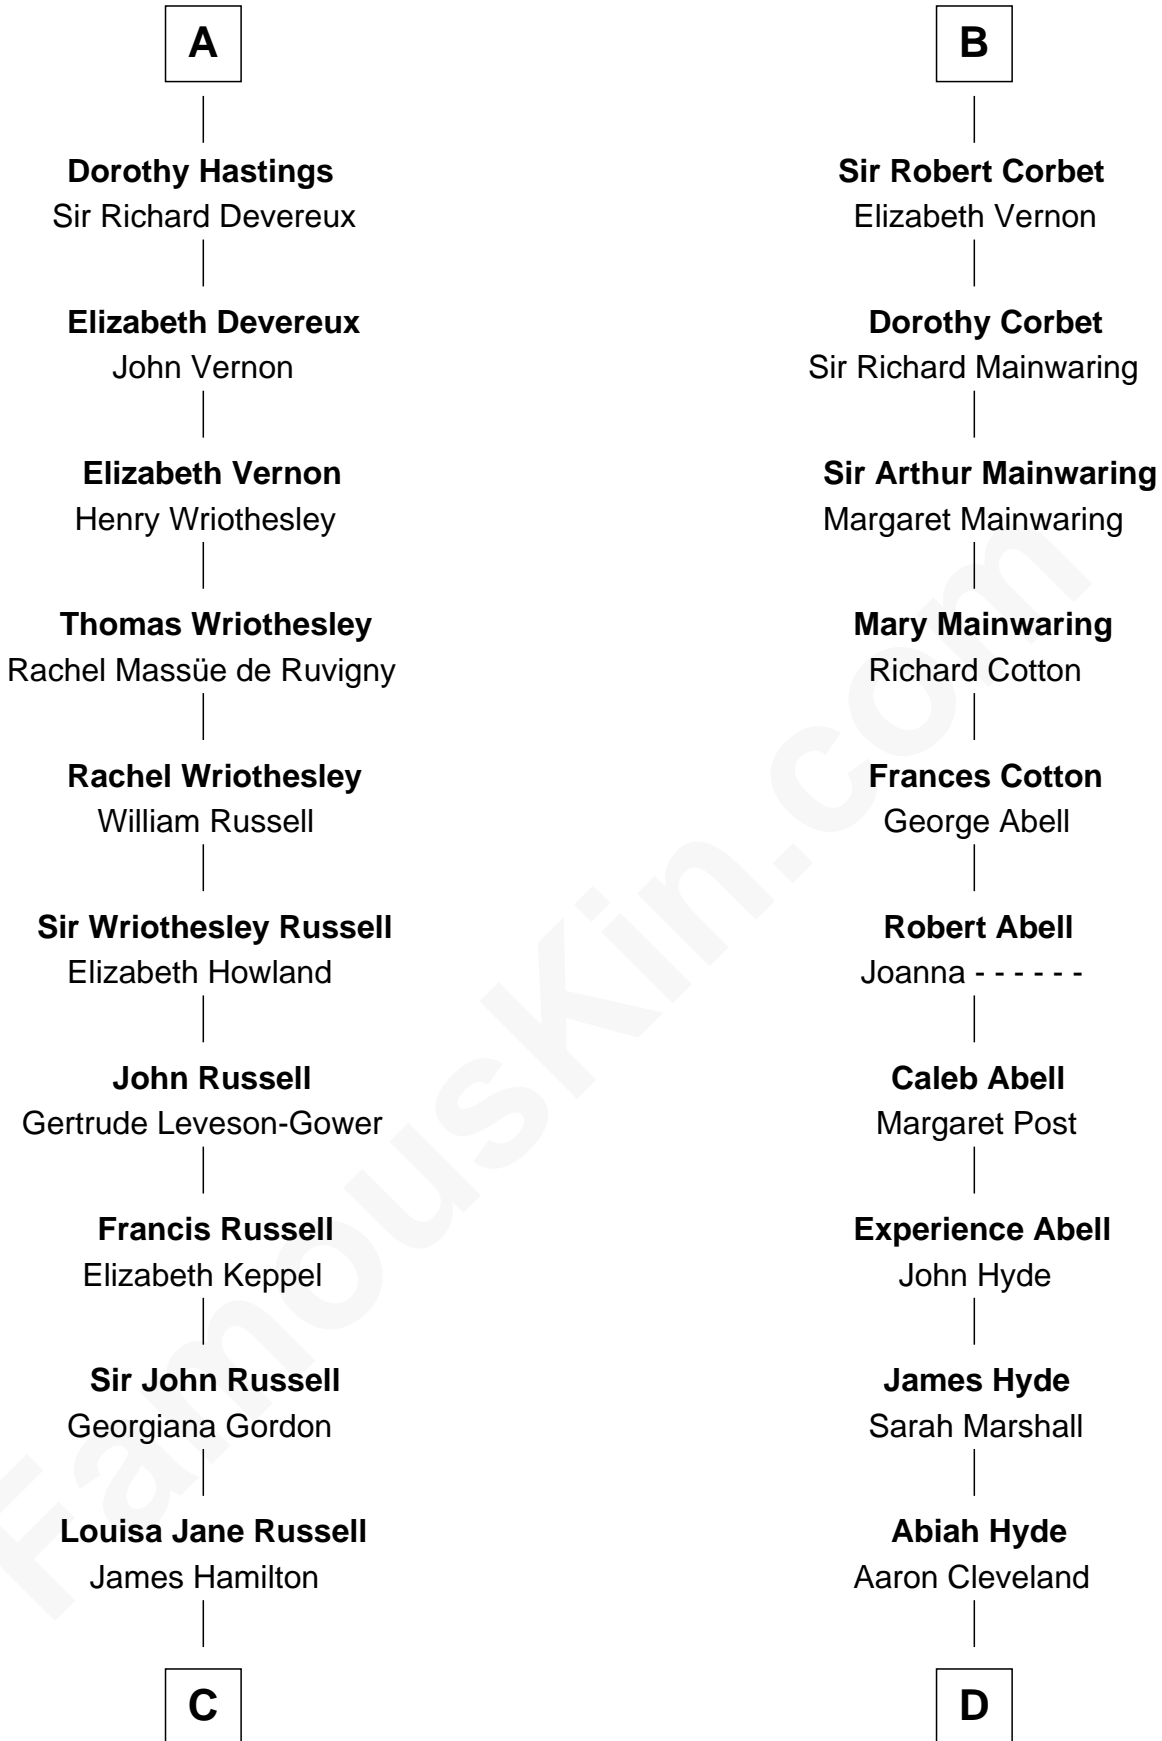 A
Dorothy Hastings
Sir Richard Devereux
Elizabeth Devereux
John Vernon
Elizabeth Vernon
Henry Wriothesley
Thomas Wriothesley
Rachel Massüe de Ruvigny
Rachel Wriothesley
William Russell
Sir Wriothesley Russell
Elizabeth Howland
John Russell
Gertrude Leveson-Gower
Francis Russell
Elizabeth Keppel
Sir John Russell
Georgiana Gordon
Louisa Jane Russell
James Hamilton
C
B
Sir Robert Corbet
Elizabeth Vernon
Dorothy Corbet
Sir Richard Mainwaring
Sir Arthur Mainwaring
Margaret Mainwaring
Mary Mainwaring
Richard Cotton
Frances Cotton
George Abell
Robert Abell
Joanna - - - - - -
Caleb Abell
Margaret Post
Experience Abell
John Hyde
James Hyde
Sarah Marshall
Abiah Hyde
Aaron Cleveland
D
FamousKin.com